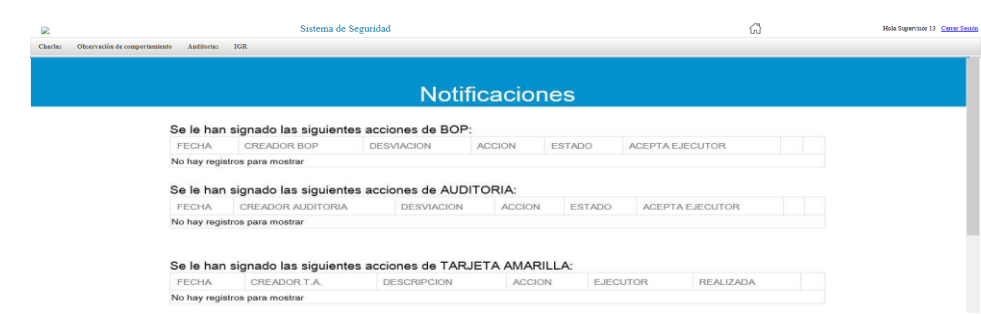 Sistema de Seguridad
Hola Supervisor 13 Cerrar Sesión
Charlas Observación de comportamiento Auditorias IGR
Notificaciones
Se le han signado las siguientes acciones de BOP:
FECHA CREADOR BOP DESVIACION ACCION ESTADO ACEPTA EJECUTOR
No hay registros para mostrar
Se le han signado las siguientes acciones de AUDITORIA:
FECHA CREADOR AUDITORIA DESVIACION ACCION ESTADO ACEPTA EJECUTOR
No hay registros para mostrar
Se le han signado las siguientes acciones de TARJETA AMARILLA:
FECHA CREADOR T.A. DESCRIPCION ACCION EJECUTOR REALIZADA
No hay registros para mostrar